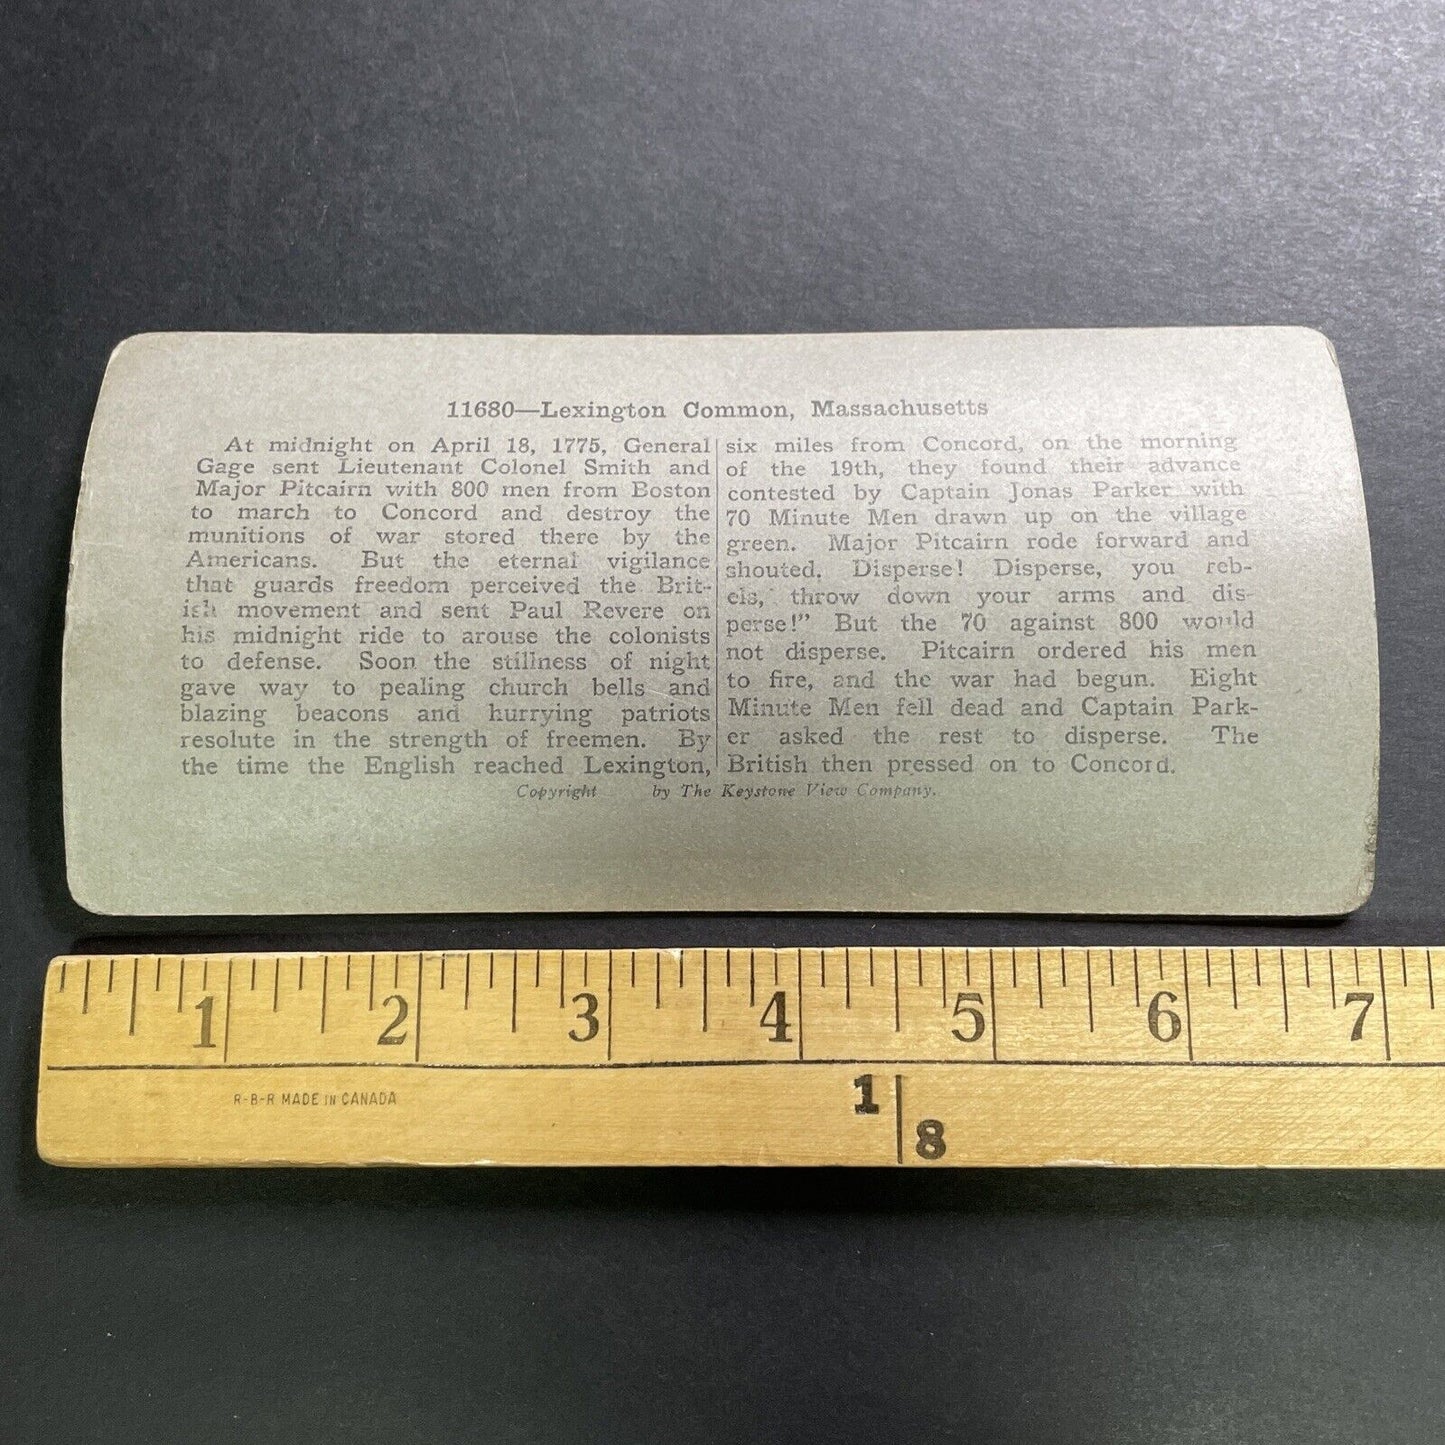 11680—Lexington Common, Massachusetts
At midnight on April 18, 1775, General
Gage sent Lieutenant Colonel Smith and
Major Pitcairn with 800 men from Boston
to march to Concord and destroy the
munitions of war stored there by the
Americans. But the eternal vigilance
that guards freedom perceived the Brit-
ish movement and sent Paul Revere on
his midnight ride to arouse the colonists
to defense. Soon the stillness of night
gave way to pealing church bells and
blazing beacons and hurrying patriots
resolute in the strength of freemen. By
the time the English reached Lexington,
six miles from Concord, on the morning
of the 19th, they found their advance
contested by Captain Jonas Parker with
70 Minute Men drawn up on the village
green. Major Pitcairn rode forward and
shouted, Disperse! Disperse, you reb-
els, throw down your arms and dis-
perse!" But the 70 against 800 would
not disperse. Pitcairn ordered his men
to fire, and the war had begun. Eight
Minute Men fell dead and Captain Park-
er asked the rest to disperse. The
British then pressed on to Concord.
Copyright by The Keystone View Company.
1 2 3 4 5 6 7
R-B-R MADE IN CANADA
1 8